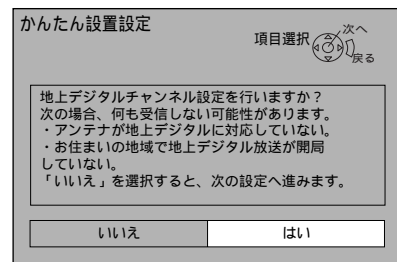 かんたん設置設定
項目選択
次へ
戻る
地上デジタルチャンネル設定を行いますか？
次の場合、何も受信しない可能性があります。
・アンテナが地上デジタルに対応していない。
・お住まいの地域で地上デジタル放送が開局
していない。
「いいえ」を選択すると、次の設定へ進みます。
いいえ
はい